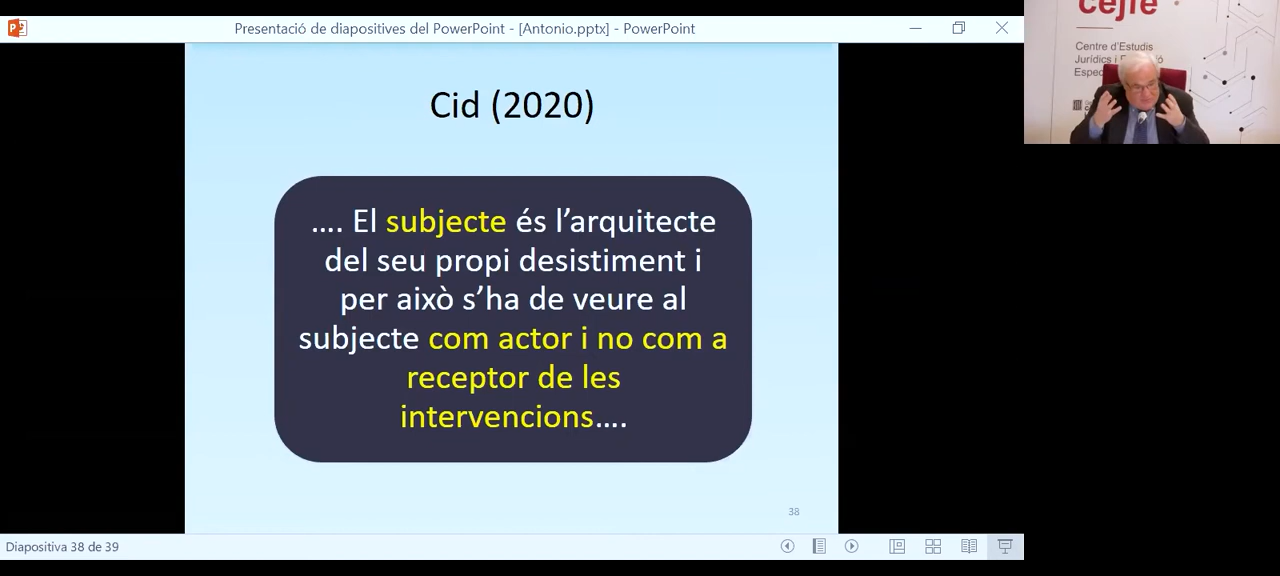 Presentació de diapositives del PowerPoint - [Antonio.pptx] - PowerPoint
Cid (2020)
…. El subjecte és l’arquitecte
del seu propi desistiment i
per això s’ha de veure al
subjecte com actor i no com a
receptor de les
intervencions….
38
Diapositiva 38 de 39
cejfe
Centre d’Estudis
Jurídics i